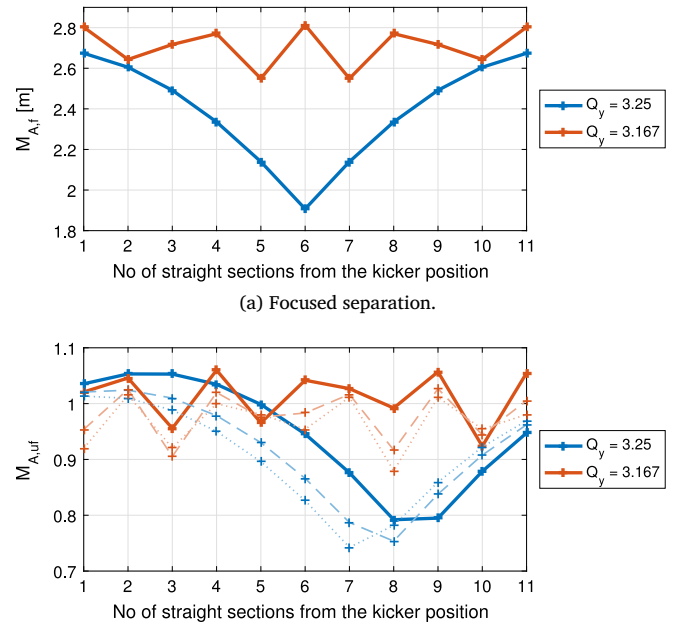 2.8
2.6
2.4
2.2
2
1.8
M_A,f [m]
1 2 3 4 5 6 7 8 9 10 11
No of straight sections from the kicker position
Q_y = 3.25
Q_y = 3.167
(a) Focused separation.
1.1
1
0.9
0.8
0.7
M_A,uf
1 2 3 4 5 6 7 8 9 10 11
No of straight sections from the kicker position
Q_y = 3.25
Q_y = 3.167